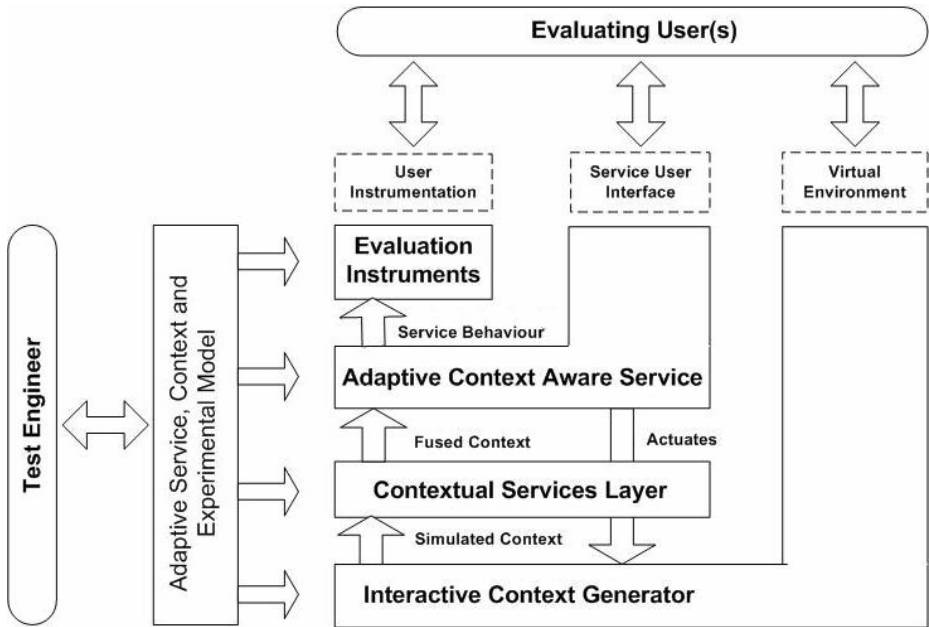 Evaluating User(s)
User
Instrumentation
Service User
Interface
Virtual
Environment
Test Engineer
Adaptive Service, Context and
Experimental Model
Evaluation
Instruments
Service Behaviour
Adaptive Context Aware Service
Fused Context
Actuates
Contextual Services Layer
Simulated Context
Interactive Context Generator